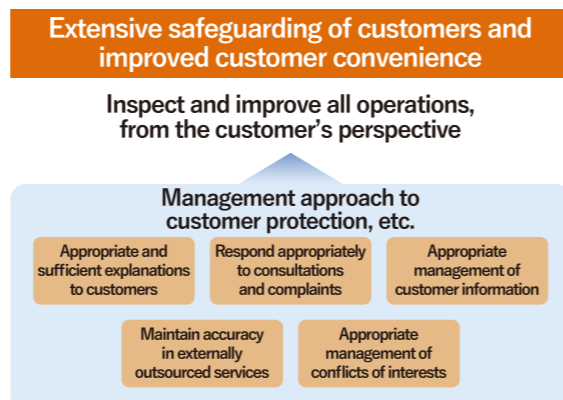 Extensive safeguarding of customers and
improved customer convenience
Inspect and improve all operations,
from the customer's perspective
Management approach to
customer protection, etc.
Appropriate and
sufficient explanations
to customers
Respond appropriately
to consultations
and complaints
Appropriate
management of
customer information
Maintain accuracy
in externally
outsourced services
Appropriate
management of
conflicts of interests